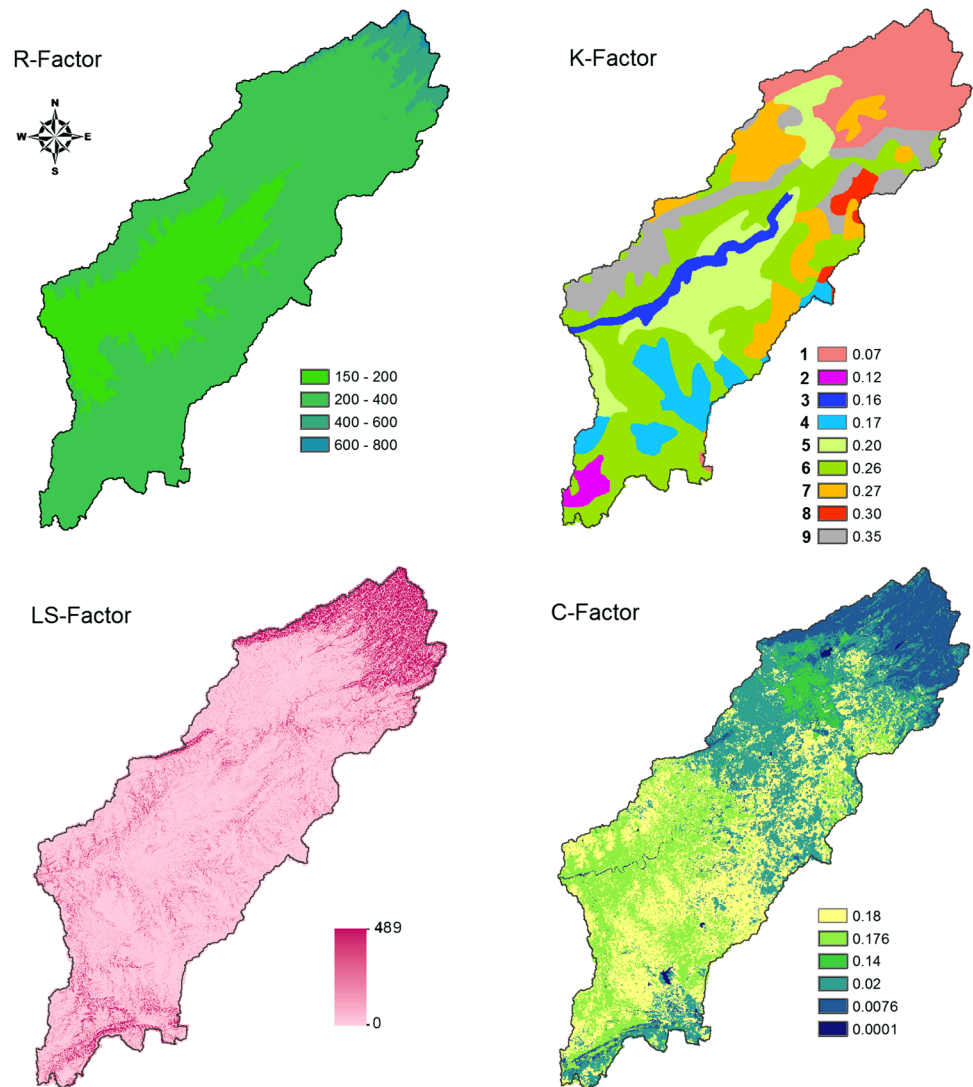 R-Factor
N
W E
S
150 - 200
200 - 400
400 - 600
600 - 800
K-Factor
1 0.07
2 0.12
3 0.16
4 0.17
5 0.20
6 0.26
7 0.27
8 0.30
9 0.35
LS-Factor
489
0
C-Factor
0.18
0.176
0.14
0.02
0.0076
0.0001